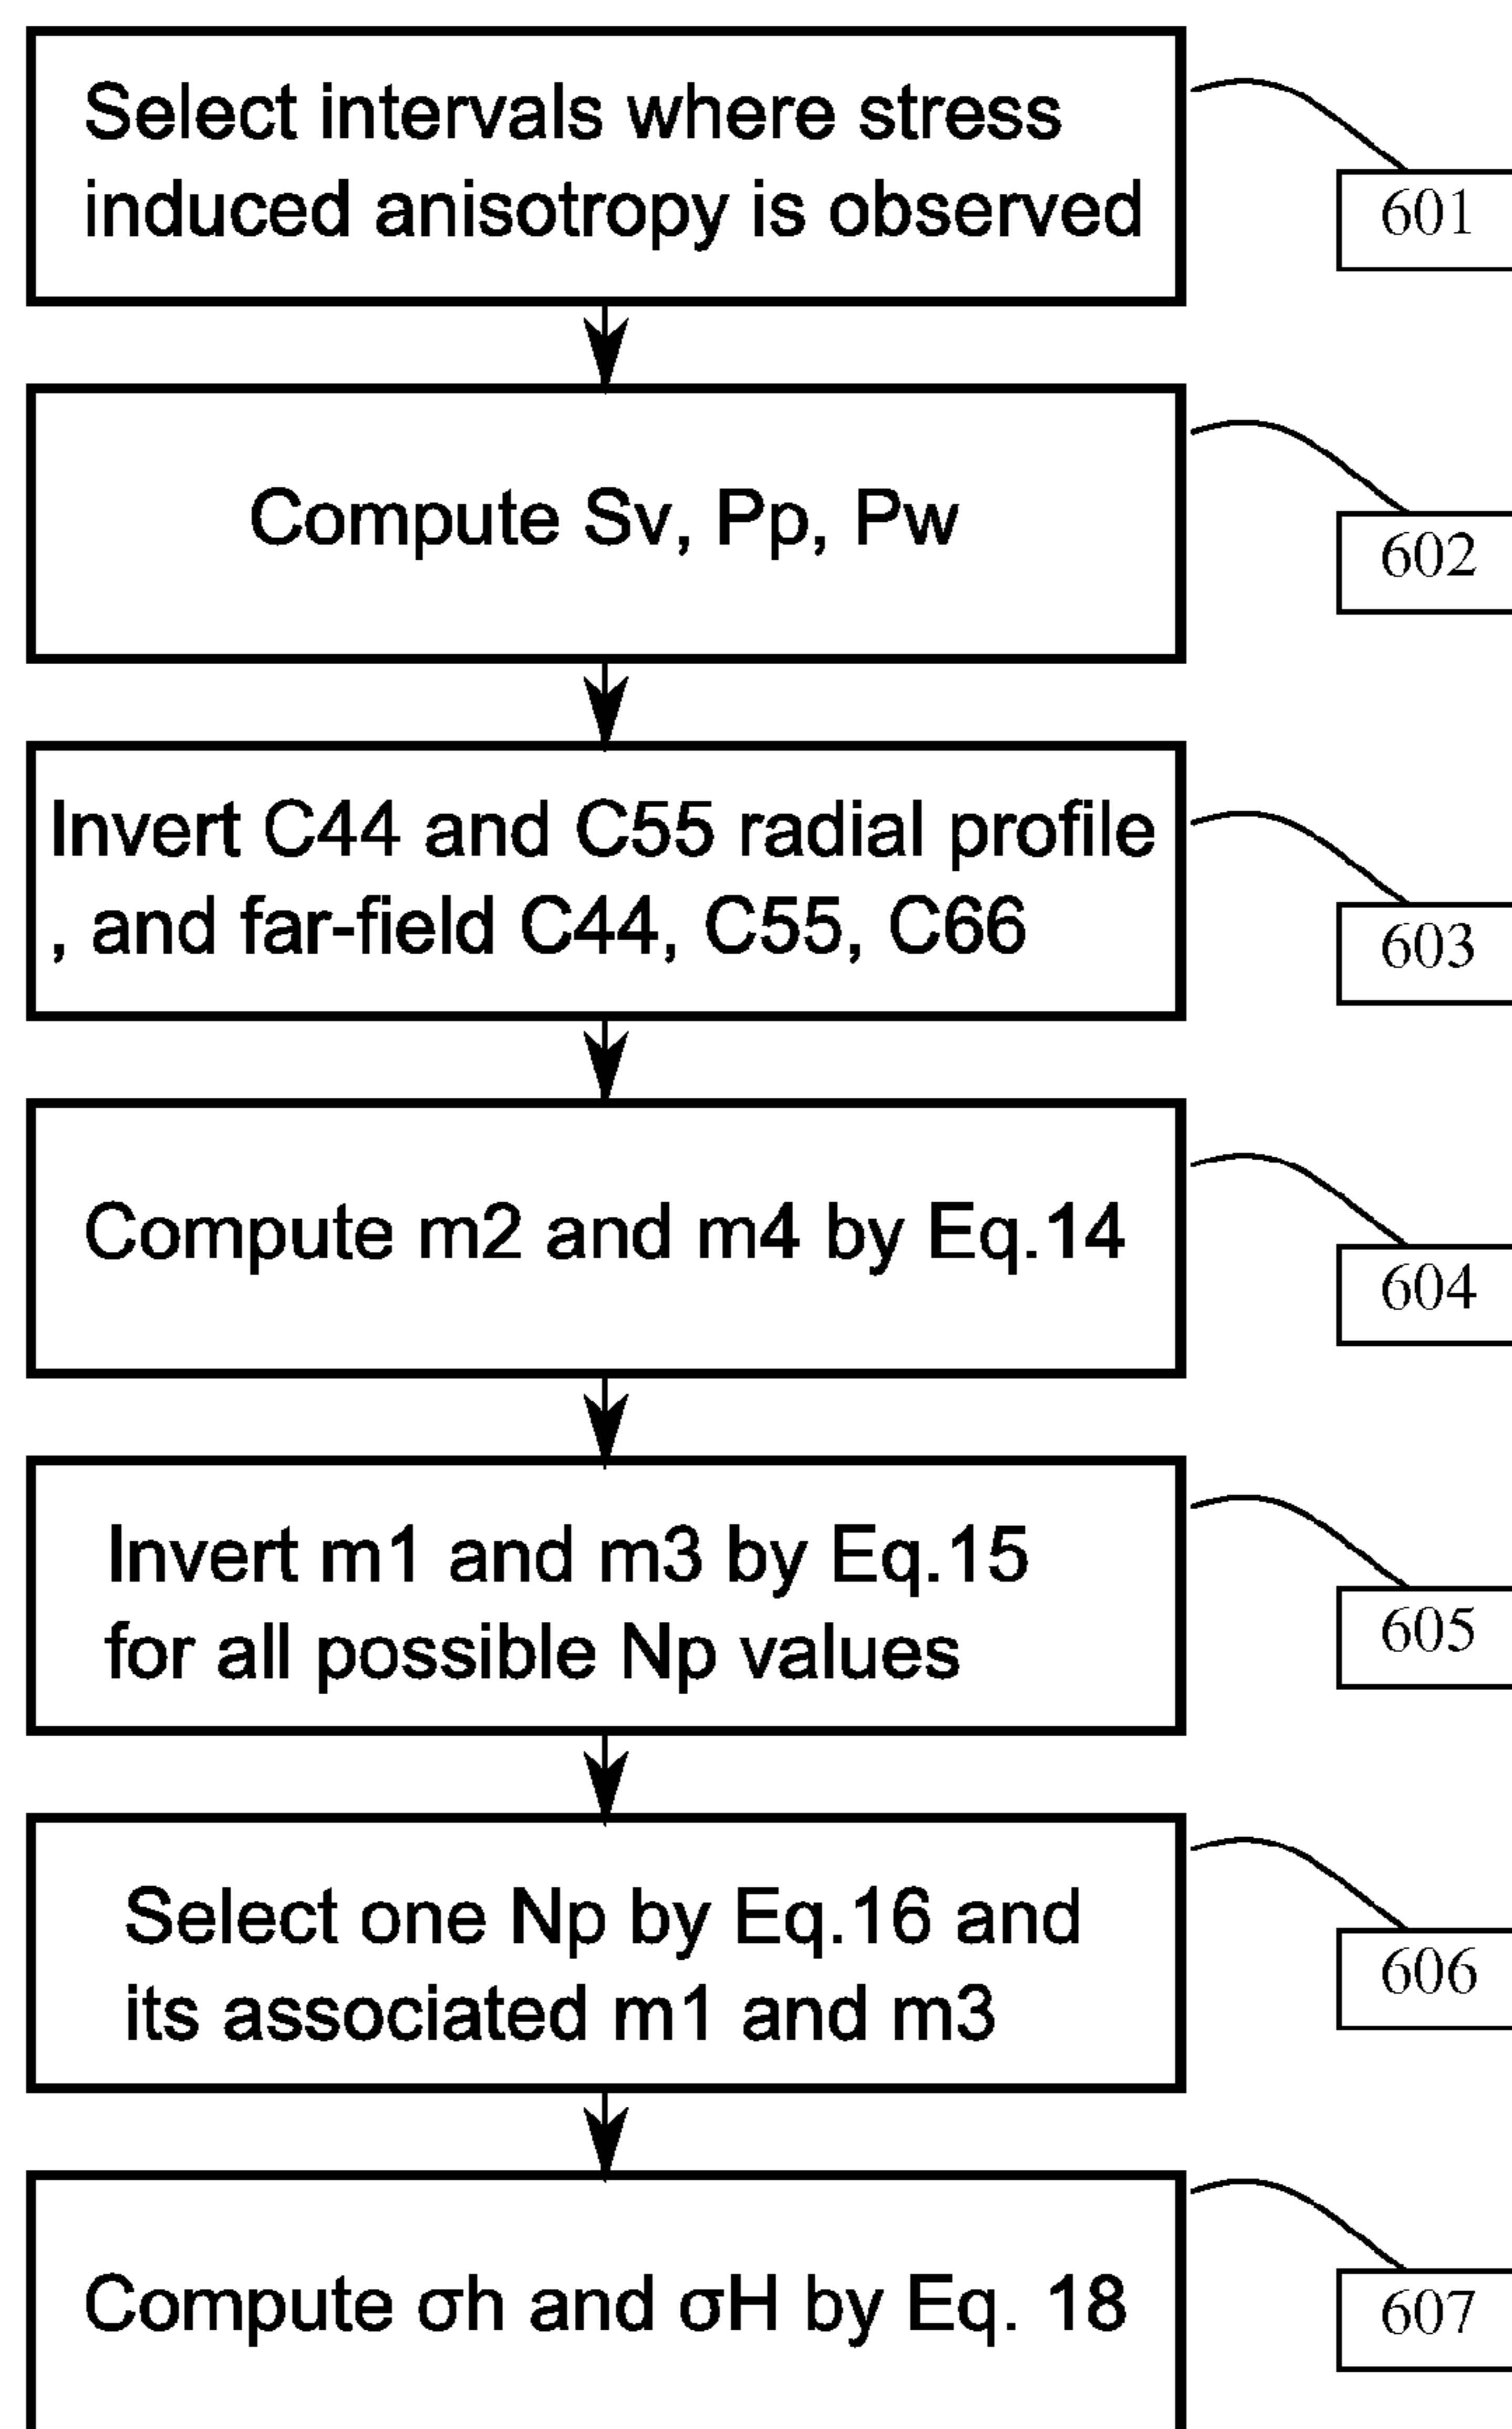 Select intervals where stress
induced anisotropy is observed
601
Compute Sv, Pp, Pw
602
Invert C44 and C55 radial profile
, and far-field C44, C55, C66
603
Compute m2 and m4 by Eq.14
604
Invert m1 and m3 by Eq.15
for all possible Np values
605
Select one Np by Eq.16 and
its associated m1 and m3
606
Compute σh and σH by Eq. 18
607